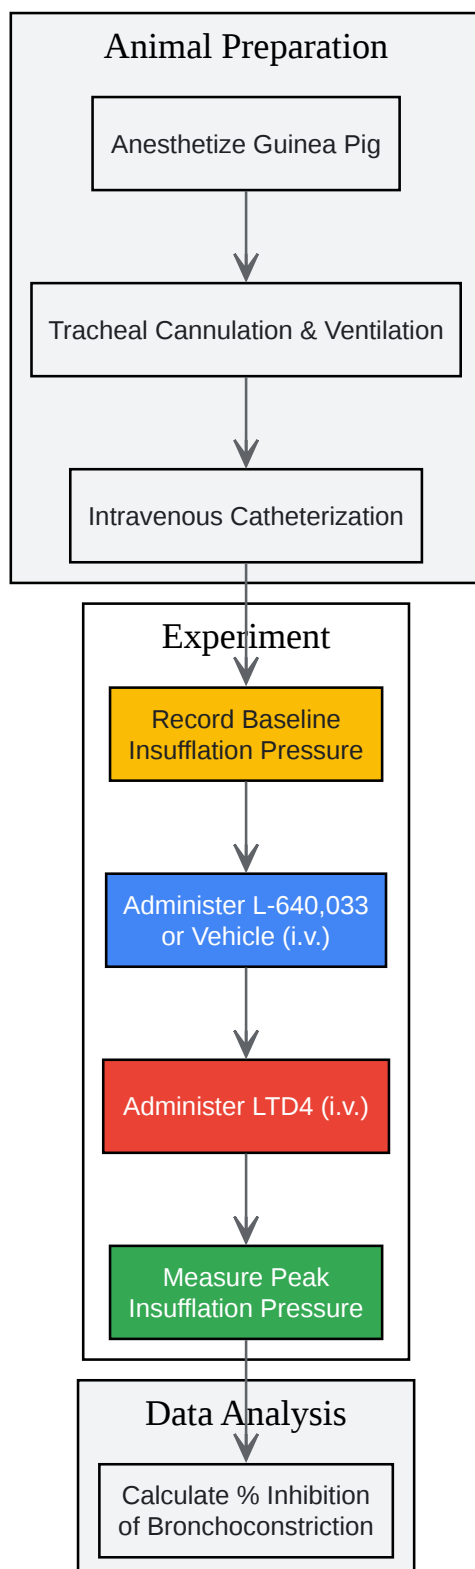 Animal Preparation
Anesthetize Guinea Pig
Tracheal Cannulation & Ventilation
Intravenous Catheterization
Experiment
Record Baseline
Insufflation Pressure
Administer L-640,033
or Vehicle (i.v.)
Administer LTD4 (i.v.)
Measure Peak
Insufflation Pressure
Data Analysis
Calculate % Inhibition
of Bronchoconstriction